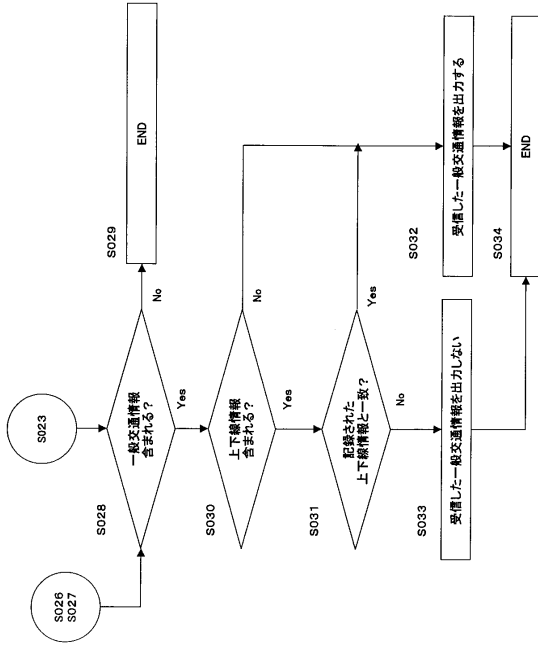 S023
S026
S027
S028
一般交通情報
含まれる?
No
S029
END
Yes
S030
上下線情報
含まれる?
No
Yes
S031
記録された
上下線情報と一致?
Yes
No
S032
受信した一般交通情報を出力する
S033
受信した一般交通情報を出力しない
S034
END